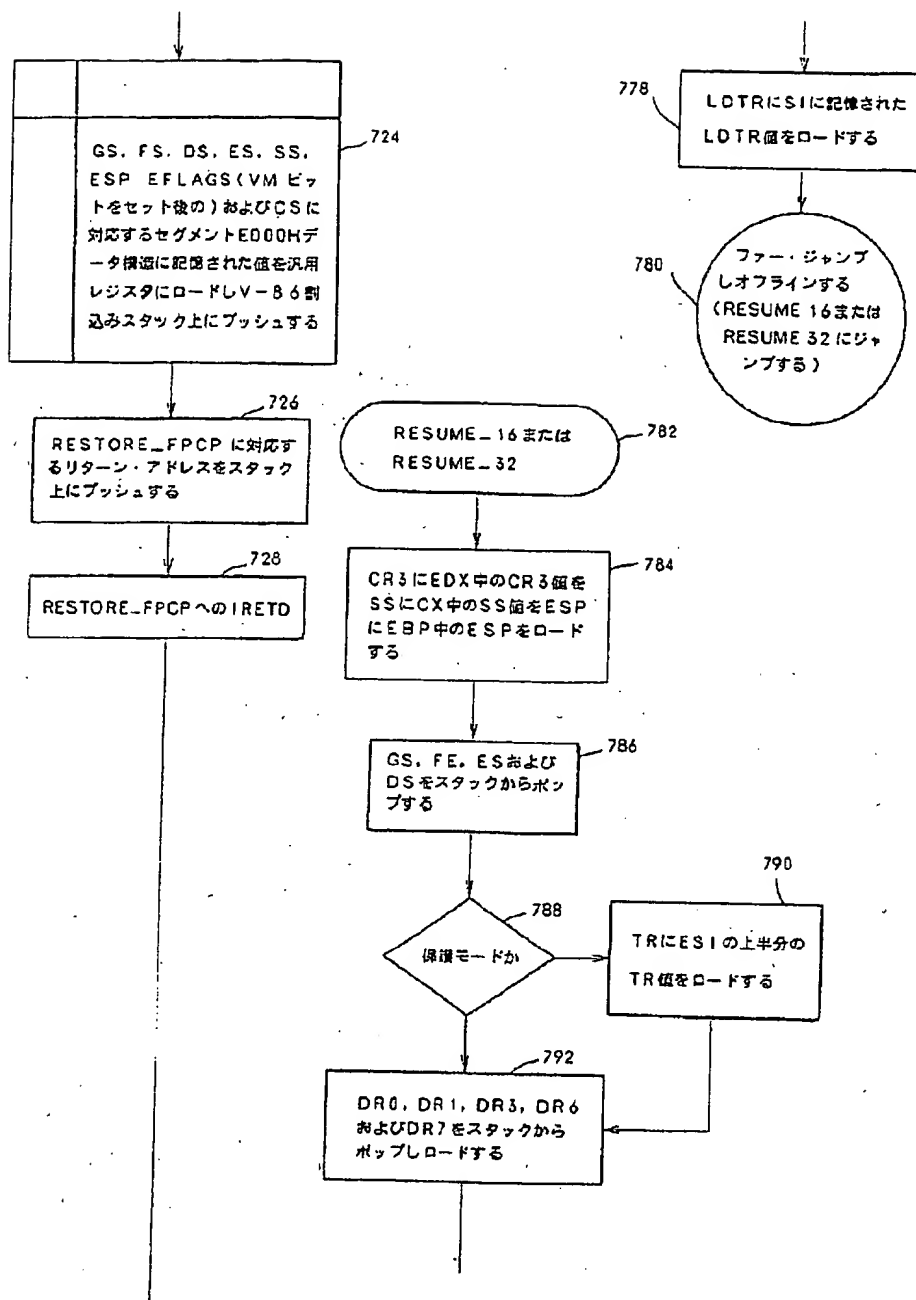 724
GS, FS, DS, ES, SS,
ESP EFLAGS(VMビッ
トをセット後の)およびCSに
対応するセグメントE000Hデ
ータ構造に記憶された値を汎用
レジスタにロードしV-86割
込みスタック上にプッシュする
726
RESTORE_FPCPに対応す
るリターン・アドレスをスタック
上にプッシュする
728
RESTORE_FPCPへのIRETD
778
LDTRにSIに記憶された
LDTR値をロードする
780
ファー・ジャンプ
しオフラインする
(RESUME 16または
RESUME 32にジャ
ンプする)
782
RESUME_16または
RESUME_32
784
CR3にEDX中のCR3値を
SSにCX中のSS値をESP
にEBP中のESPをロード
する
786
GS, FE, ESおよび
DSをスタックからポッ
プする
788
保護モードか
790
TRにESIの上半分の
TR値をロードする
792
DR0, DR1, DR3, DR6
およびDR7をスタックから
ポップしロードする